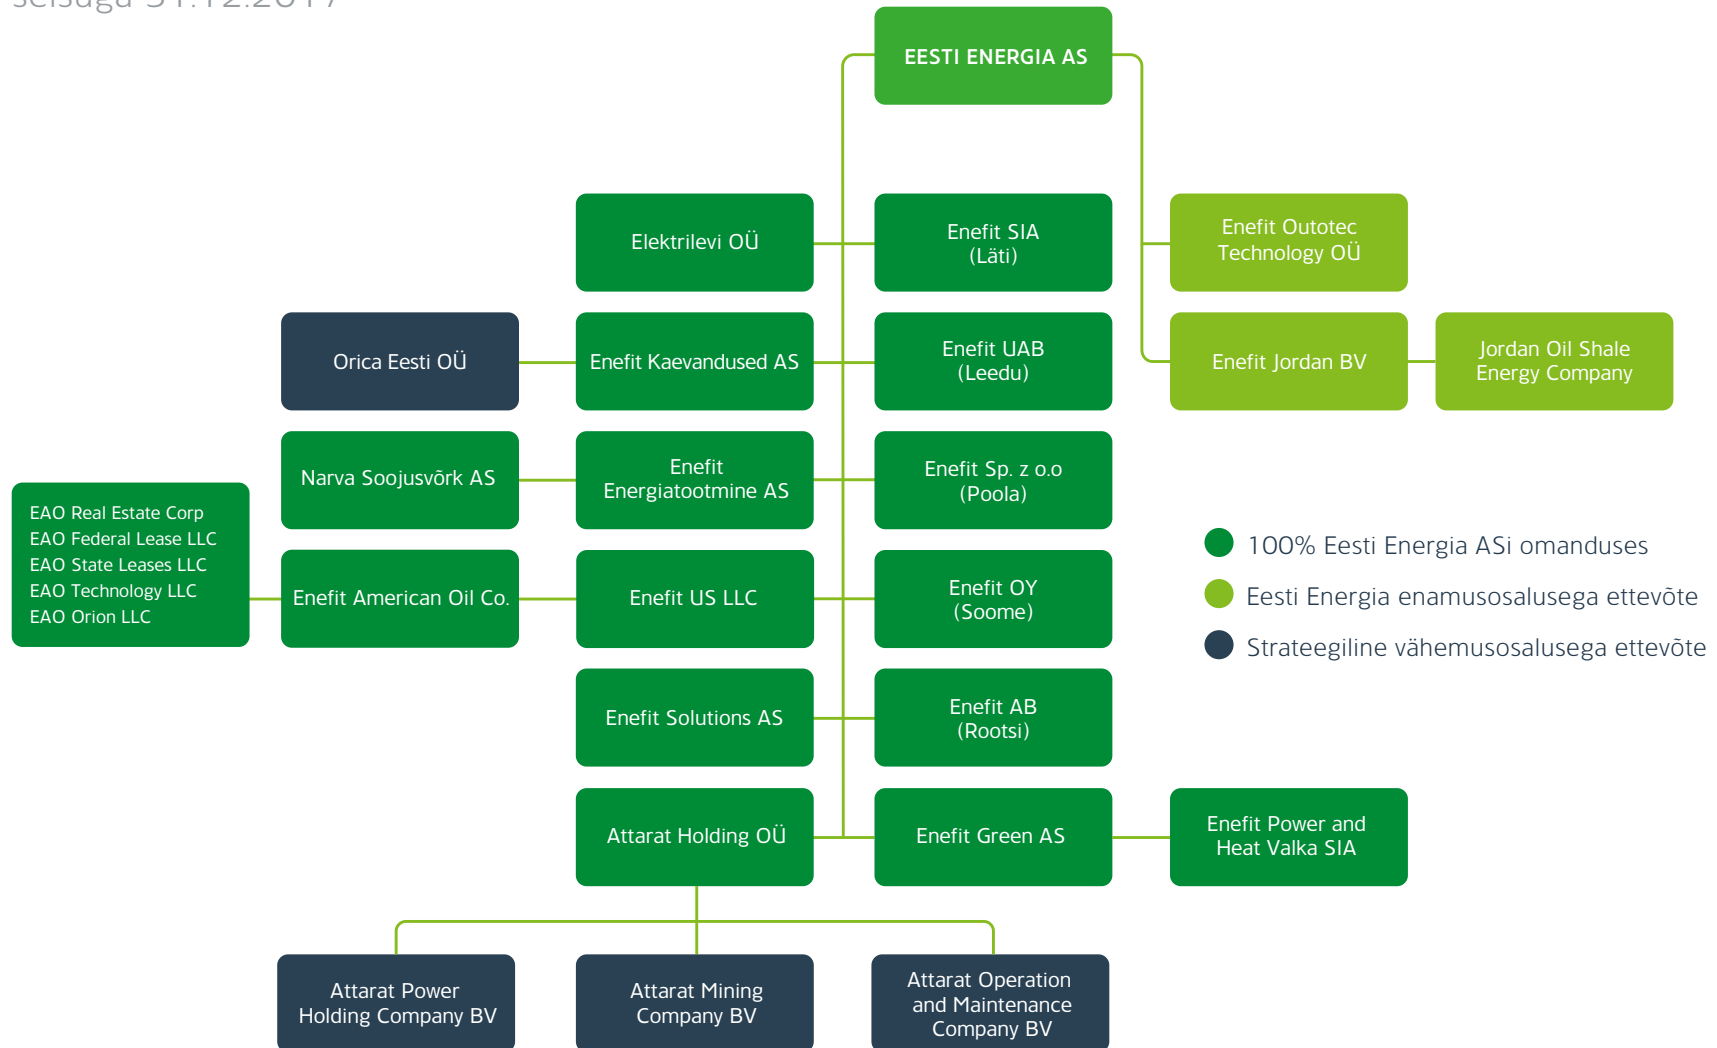 seisuga 31.12.2017
EESTI ENERGIA AS
Elektrilevi OÜ
Enefit SIA
(Läti)
Enefit Outotec
Technology OÜ
Orica Eesti OÜ
Enefit Kaevandused AS
Enefit UAB
(Leedu)
Enefit Jordan BV
Jordan Oil Shale
Energy Company
Narva Soojusvõrk AS
Enefit
Energiatootmine AS
Enefit Sp. z o.o
(Poola)
EAO Real Estate Corp
EAO Federal Lease LLC
EAO State Leases LLC
EAO Technology LLC
EAO Orion LLC
Enefit American Oil Co.
Enefit US LLC
Enefit OY
(Soome)
100% Eesti Energia ASi omanduses
Eesti Energia enamusosalusega ettevõte
Strateegiline vähemusosalusega ettevõte
Enefit Solutions AS
Enefit AB
(Rootsi)
Attarat Holding OÜ
Enefit Green AS
Enefit Power and
Heat Valka SIA
Attarat Power
Holding Company BV
Attarat Mining
Company BV
Attarat Operation
and Maintenance
Company BV